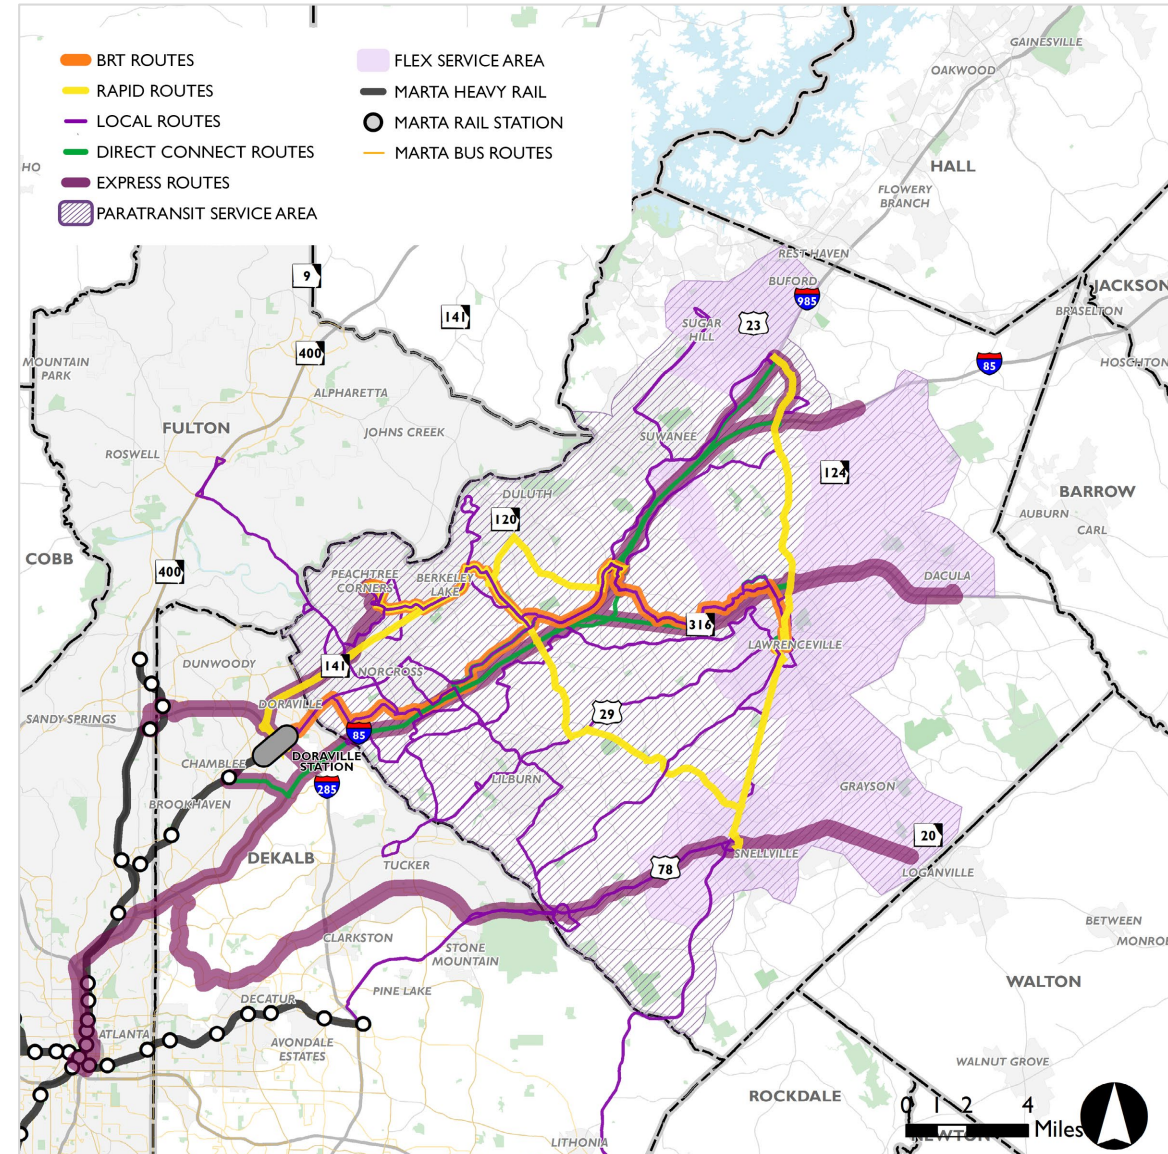 BRT ROUTES
RAPID ROUTES
LOCAL ROUTES
DIRECT CONNECT ROUTES
EXPRESS ROUTES
PARATRANSIT SERVICE AREA
FLEX SERVICE AREA
MARTA HEAVY RAIL
MARTA RAIL STATION
MARTA BUS ROUTES
GAINESVILLE
OAKWOOD
HO
HALL
FLOWERY
BRANCH
REST HAVEN
BUFORD
9
985
JACKSON
BRASELTON
141
SUGAR
HILL
23
400
MOUNTAIN
PARK
85
HOSCHTON
ALPHARETTA
FULTON
JOHNS CREEK
SUWANEE
ROSWELL
124
DULUTH
BARROW
120
AUBURN
CARL
COBB
400
PEACHTREE
CORNERS
BERKELEY
LAKE
DACULA
316
LAWRENCEVILLE
DUNWOODY
141
NORCROSS
DORAVILLE
SANDY SPRINGS
29
85
DORAVILLE
STATION
CHAMBLEE
LILBURN
285
GRAYSON
BROOKHAVEN
20
DEKALB
TUCKER
78
SNELLVILLE
LOGANVILLE
BETWEEN
CLARKSTON
MONROE
STONE
MOUNTAIN
WALTON
PINE LAKE
DECATUR
ATLANTA
AVONDALE
ESTATES
WALNUT GROVE
ROCKDALE
0 1 2 4
Miles
NEWTON
LITHONIA